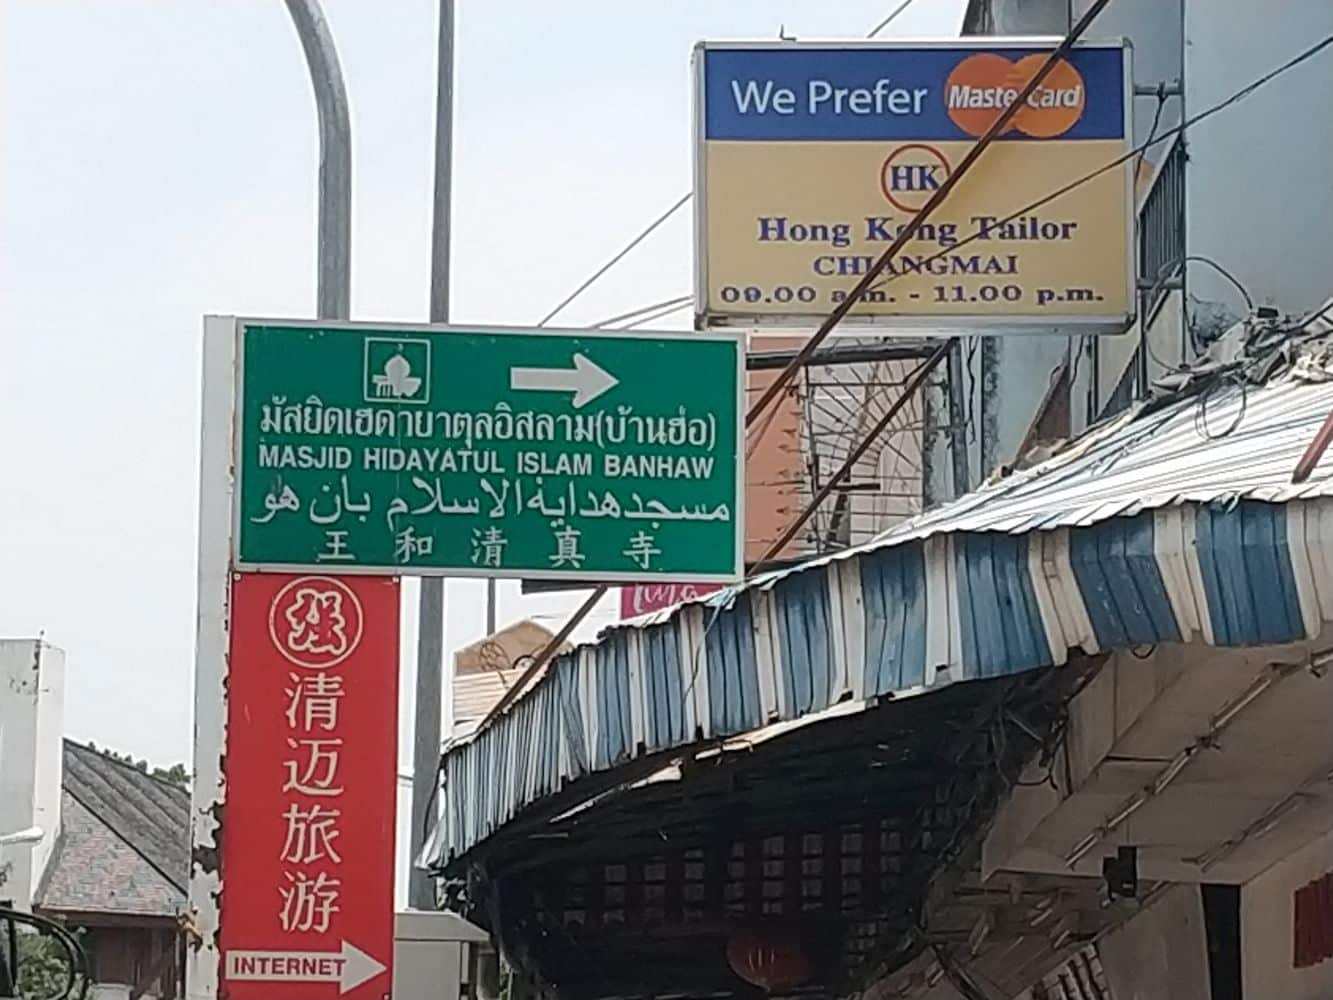 We Prefer MasterCard
HK
Hong Kong Tailor
CHIANGMAI
09.00 a.m. - 11.00 p.m.
มัสยิดเฮดายาตุลอิสลาม(บ้านฮ่อ)
MASJID HIDAYATUL ISLAM BANHAW
مسجد هداية الاسلام بان هو
王和清真寺
清迈旅游
INTERNET